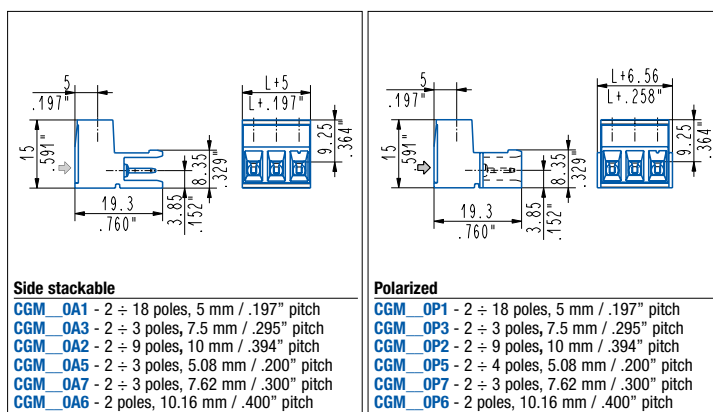 5
.197"
15
.591"
19.3
.760"
3.85
.152"
8.35
.329"
L+5
L+.197"
9.25
.364"
Side stackable
CGM__0A1 - 2 ÷ 18 poles, 5 mm / .197” pitch
CGM__0A3 - 2 ÷ 3 poles, 7.5 mm / .295” pitch
CGM__0A2 - 2 ÷ 9 poles, 10 mm / .394” pitch
CGM__0A5 - 2 ÷ 3 poles, 5.08 mm / .200” pitch
CGM__0A7 - 2 ÷ 3 poles, 7.62 mm / .300” pitch
CGM__0A6 - 2 poles, 10.16 mm / .400” pitch
5
.197"
15
.591"
19.3
.760"
3.85
.152"
8.35
.329"
L+6.56
L+.258"
9.25
.364"
Polarized
CGM__0P1 - 2 ÷ 18 poles, 5 mm / .197” pitch
CGM__0P3 - 2 ÷ 3 poles, 7.5 mm / .295” pitch
CGM__0P2 - 2 ÷ 9 poles, 10 mm / .394” pitch
CGM__0P5 - 2 ÷ 4 poles, 5.08 mm / .200” pitch
CGM__0P7 - 2 ÷ 3 poles, 7.62 mm / .300” pitch
CGM__0P6 - 2 poles, 10.16 mm / .400” pitch